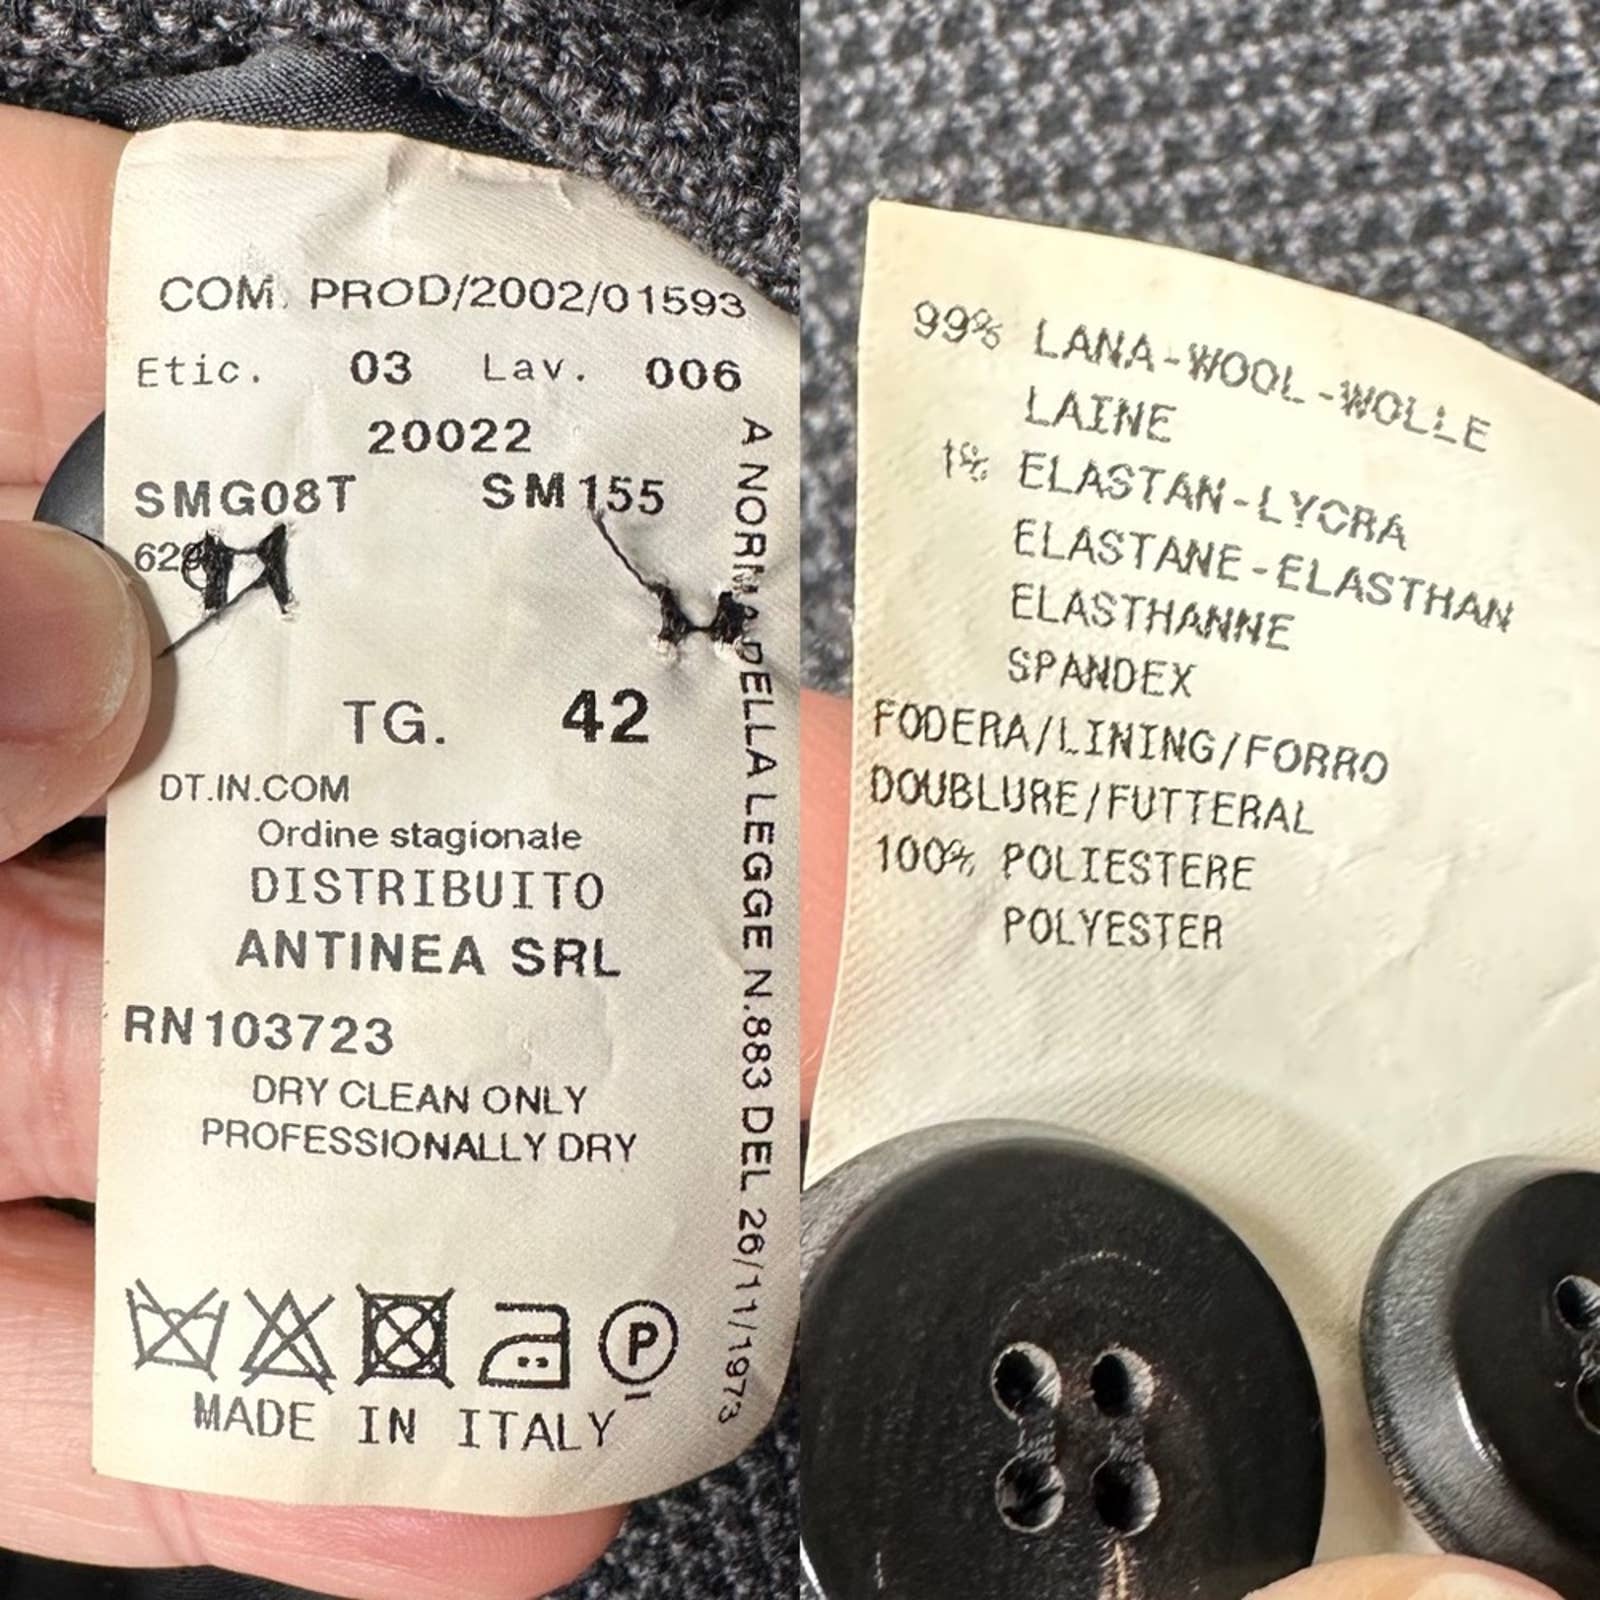 COM. PROD/2002/01593
Etic. 03 Lav. 006
20022
SMG08T SM155
TG. 42
DT.IN.COM
Ordine stagionale
DISTRIBUITO
ANTINEA SRL
RN103723
DRY CLEAN ONLY
PROFESSIONALLY DRY
P
MADE IN ITALY
A NORMA DELLA LEGGE N.883 DEL 26/11/1973
99% LANA-WOOL-WOLLE
LAINE
1% ELASTAN-LYCRA
ELASTANE-ELASTHAN
ELASTHANNE
SPANDEX
FODERA/LINING/FORRO
DOUBLURE/FUTTERAL
100% POLIESTERE
POLYESTER